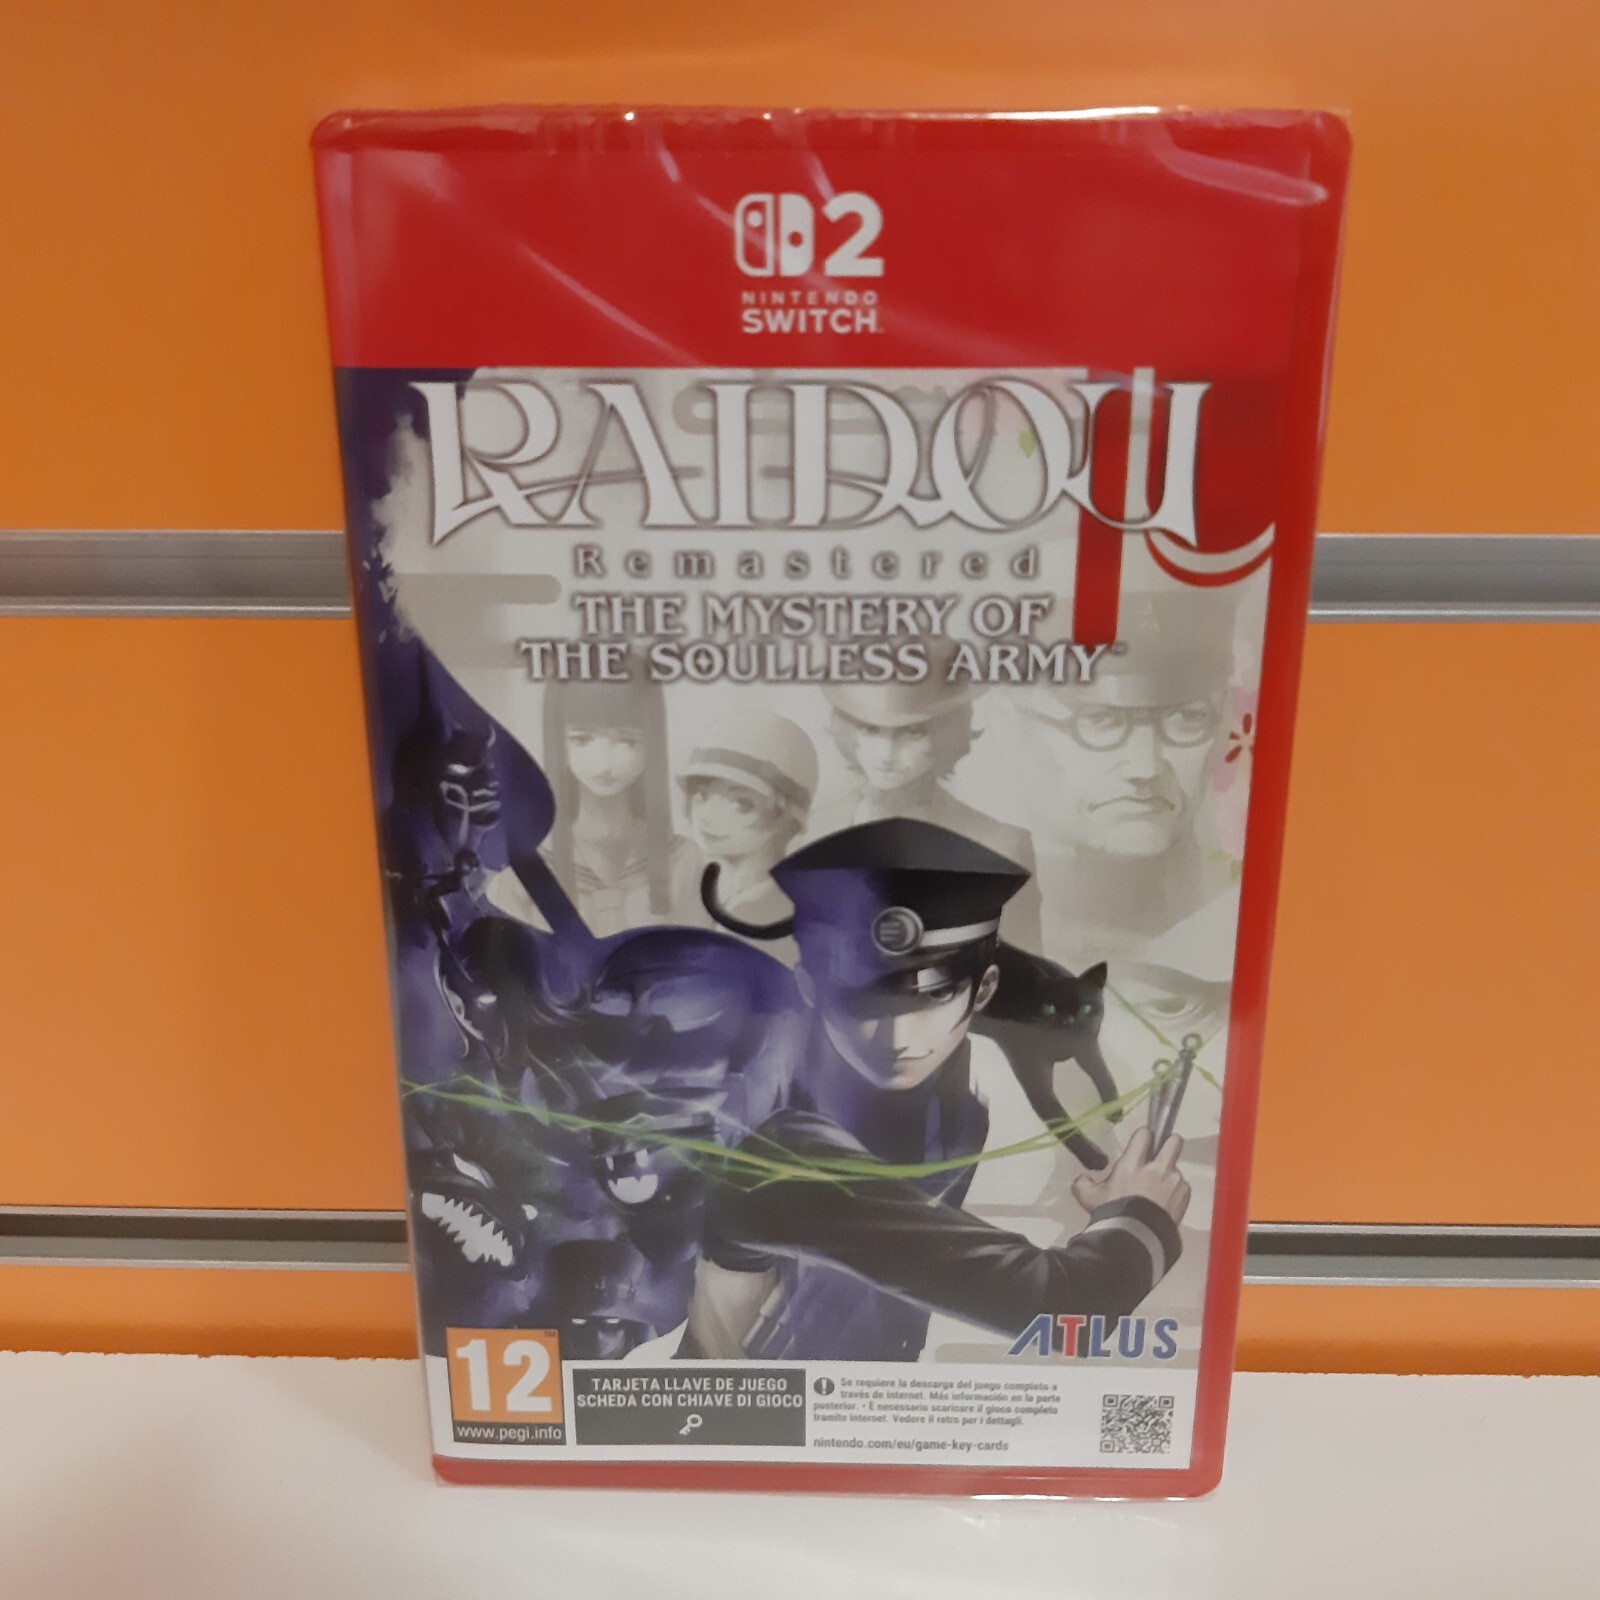 2
NINTENDO
SWITCH
RAIDOU
Remastered
THE MYSTERY OF
THE SOULLESS ARMY™
ATLUS
12
www.pegi.info
TARJETA LLAVE DE JUEGO
SCHEDA CON CHIAVE DI GIOCO
Se requiere la descarga del juego completo a
través de internet. Más información en la parte
posterior. • È necessario scaricare il gioco completo
tramite internet. Vedere il retro per i dettagli.
nintendo.com/eu/game-key-cards